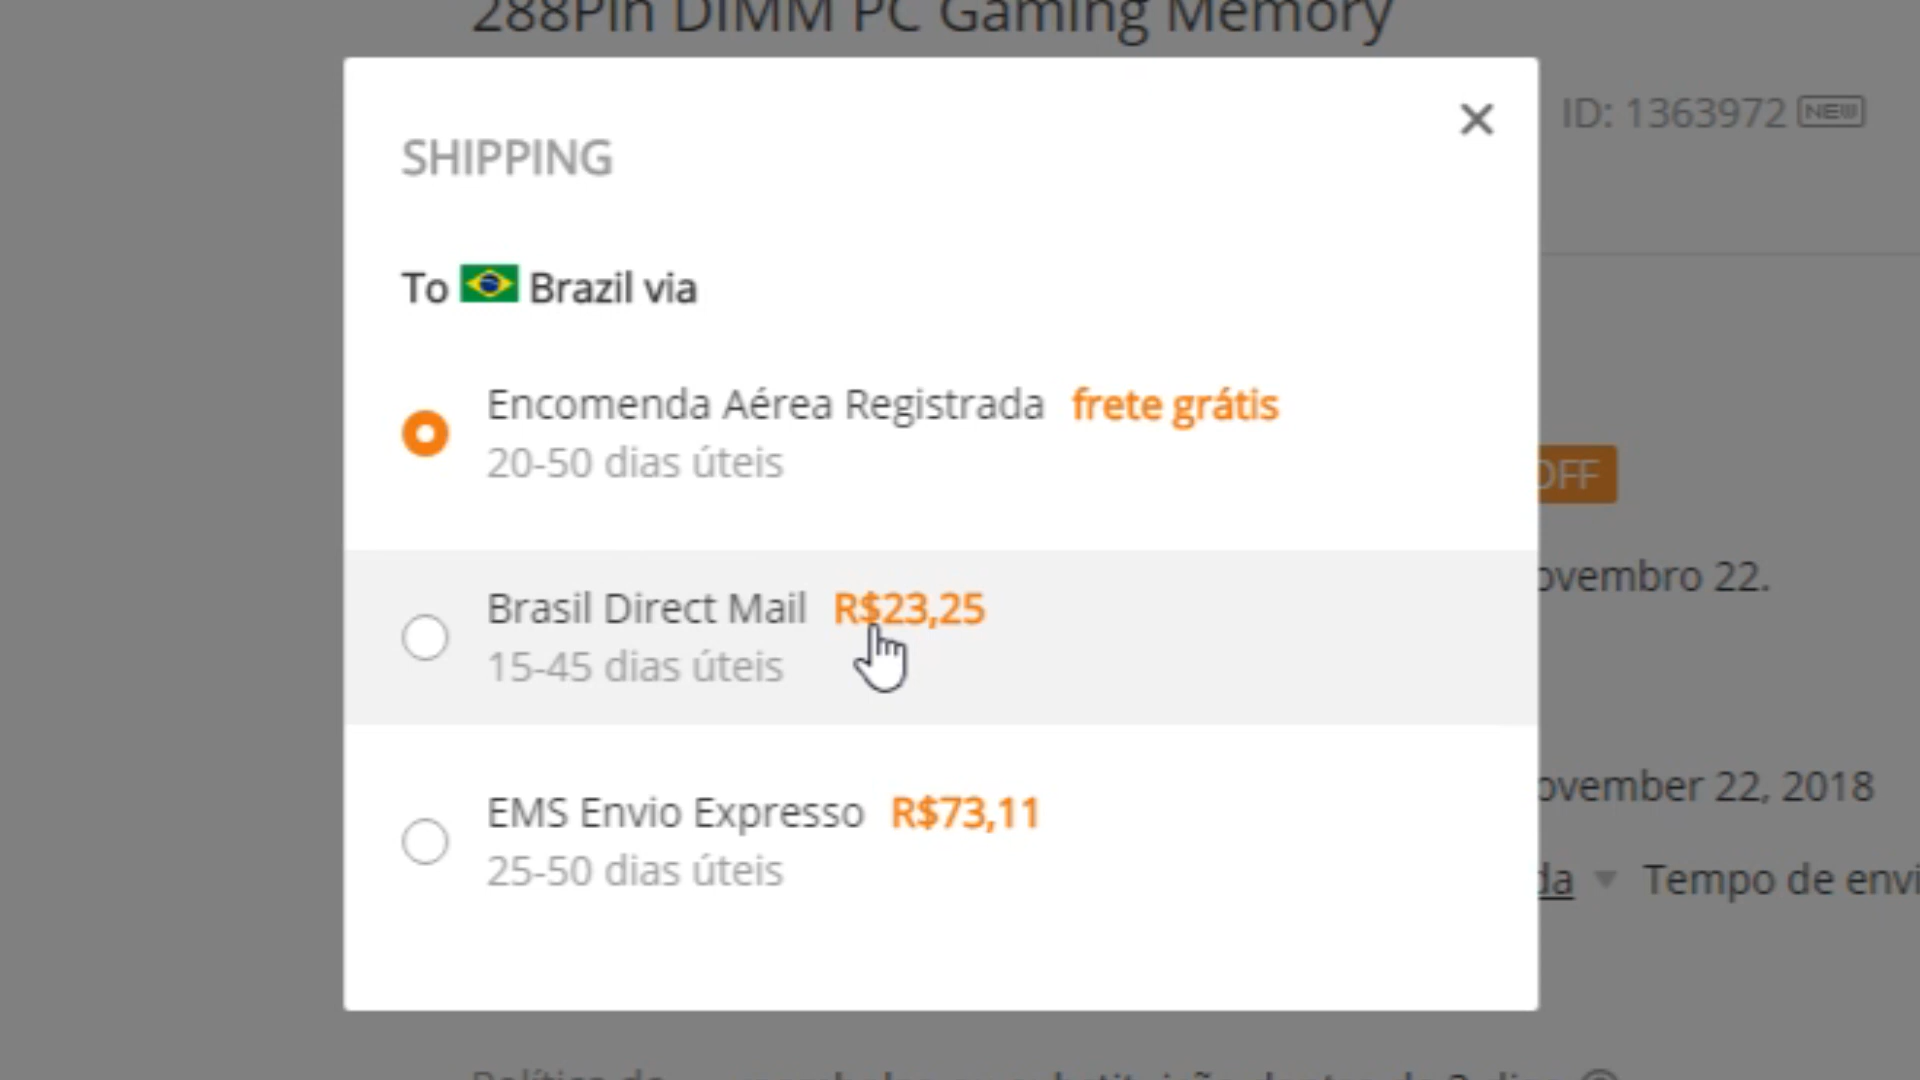 288Pin DIMM PC Gaming Memory
ID: 1363972 NEW
SHIPPING
To Brazil via
Encomenda Aérea Registrada frete grátis
20-50 dias úteis
OFF
ovembro 22.
Brasil Direct Mail R$23,25
15-45 dias úteis
ovember 22, 2018
EMS Envio Expresso R$73,11
25-50 dias úteis
da Tempo de envi